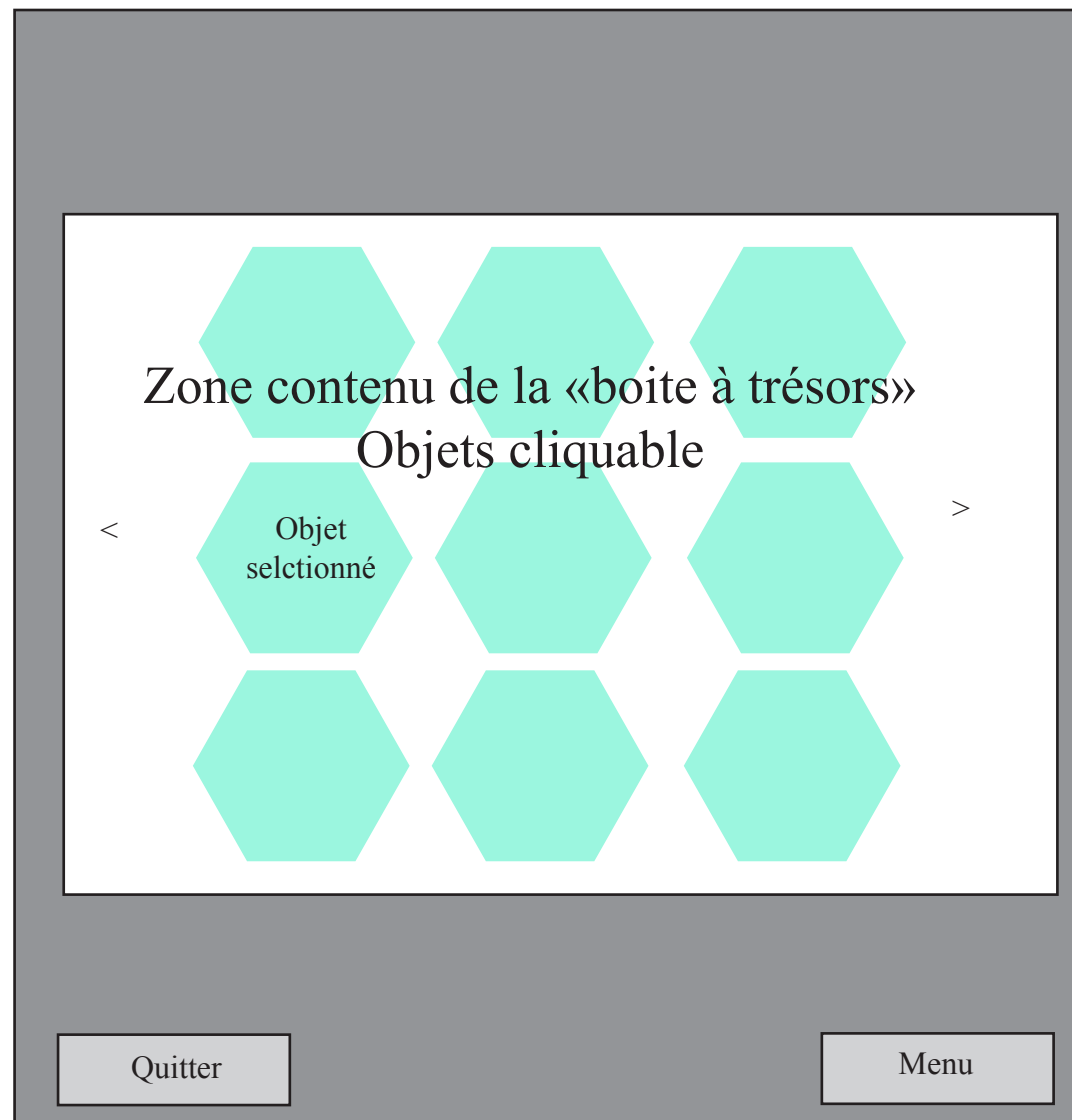 Zone contenu de la «boite à trésors»
Objets cliquable
<
>
Objet
selctionné
Quitter
Menu